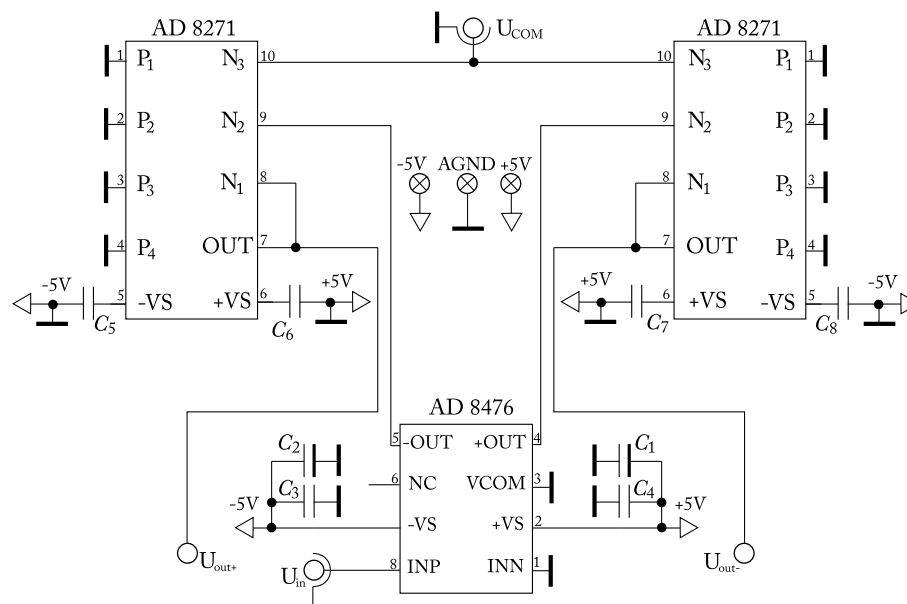 AD 8271
U_COM
AD 8271
1 P₁ N₃ 10
10 N₃ P₁ 1
2 P₂ N₂ 9
9 N₂ P₂ 2
-5V AGND +5V
3 P₃ N₁ 8
8 N₁ P₃ 3
4 P₄ OUT 7
7 OUT P₄ 4
-5V C₅ 5 -VS +VS 6 C₆ +5V
+5V C₇ 6 +VS -VS 5 C₈ -5V
AD 8476
C₂ 5 -OUT +OUT 4 C₁
C₃ 6 NC VCOM 3 C₄
-5V -VS +VS 2 +5V
U_out+
U_in 8 INP INN 1
U_out-